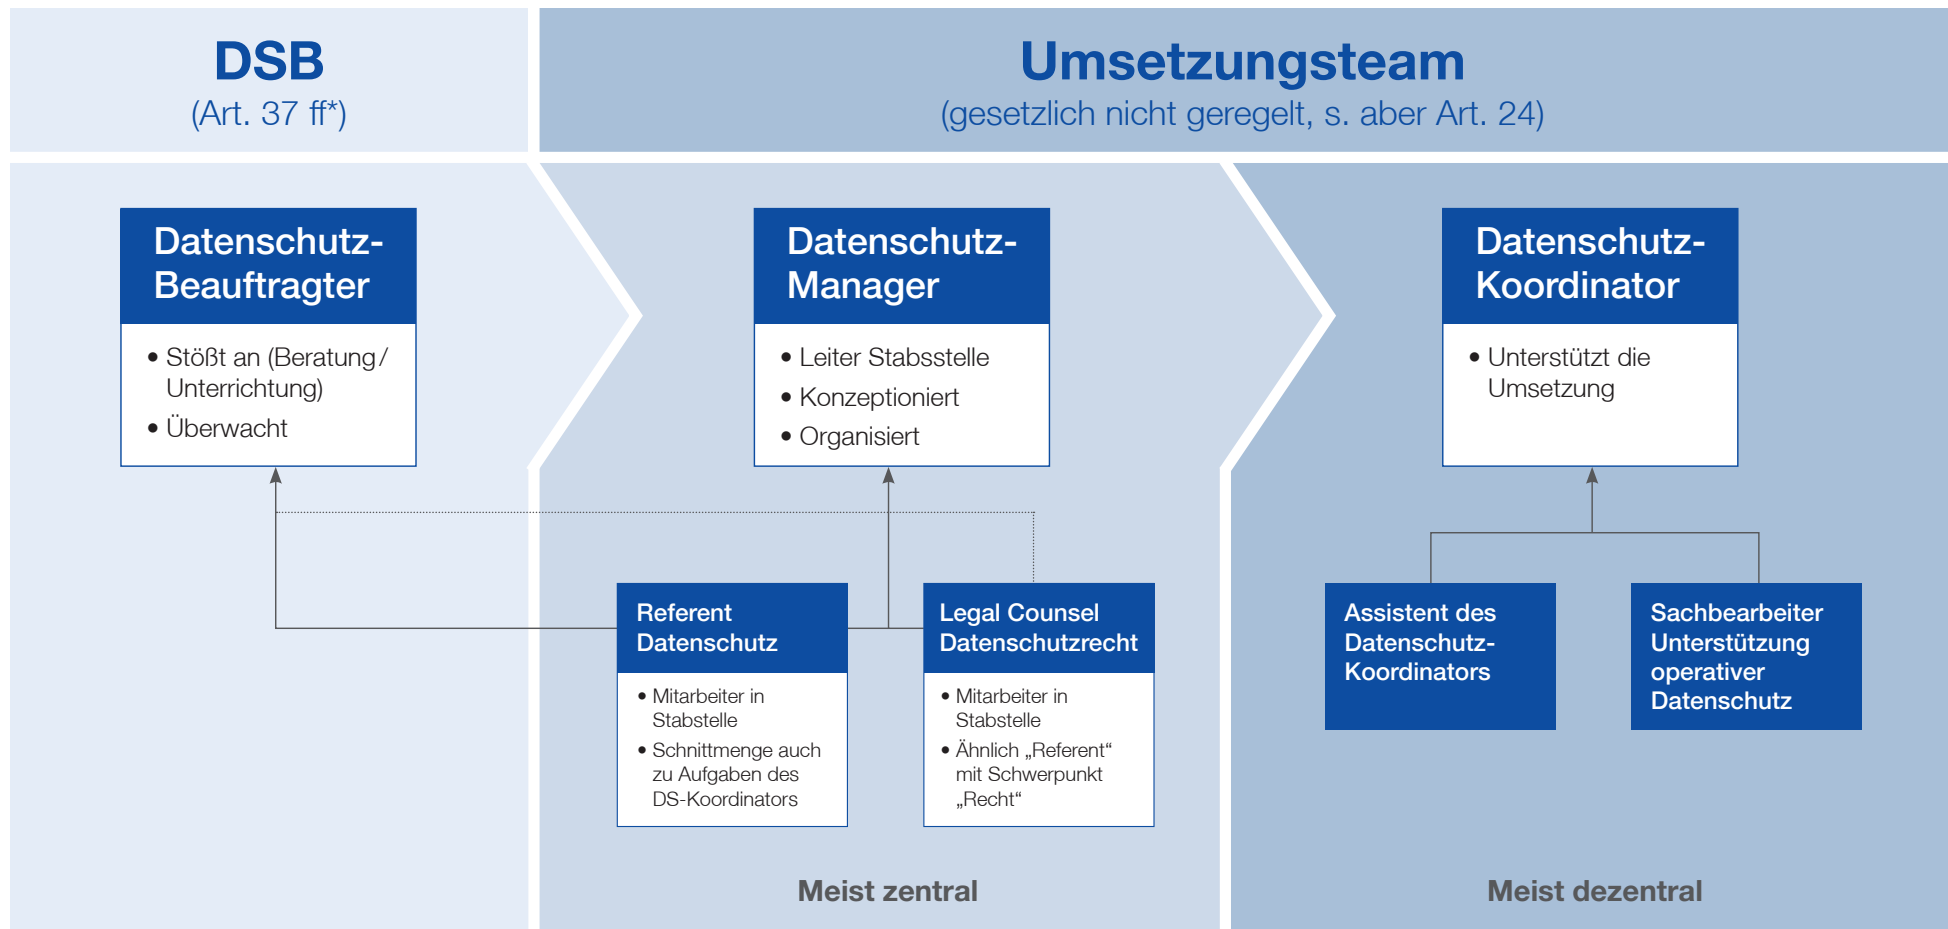 DSB
(Art. 37 ff*)
Umsetzungsteam
(gesetzlich nicht geregelt, s. aber Art. 24)
Datenschutz-
Beauftragter
• Stößt an (Beratung/
Unterrichtung)
• Überwacht
Datenschutz-
Manager
• Leiter Stabsstelle
• Konzeptioniert
• Organisiert
Datenschutz-
Koordinator
• Unterstützt die
Umsetzung
Referent
Datenschutz
• Mitarbeiter in
Stabstelle
• Schnittmenge auch
zu Aufgaben des
DS-Koordinators
Legal Counsel
Datenschutzrecht
• Mitarbeiter in
Stabstelle
• Ähnlich „Referent“
mit Schwerpunkt
„Recht“
Assistent des
Datenschutz-
Koordinators
Sachbearbeiter
Unterstützung
operativer
Datenschutz
Meist zentral
Meist dezentral